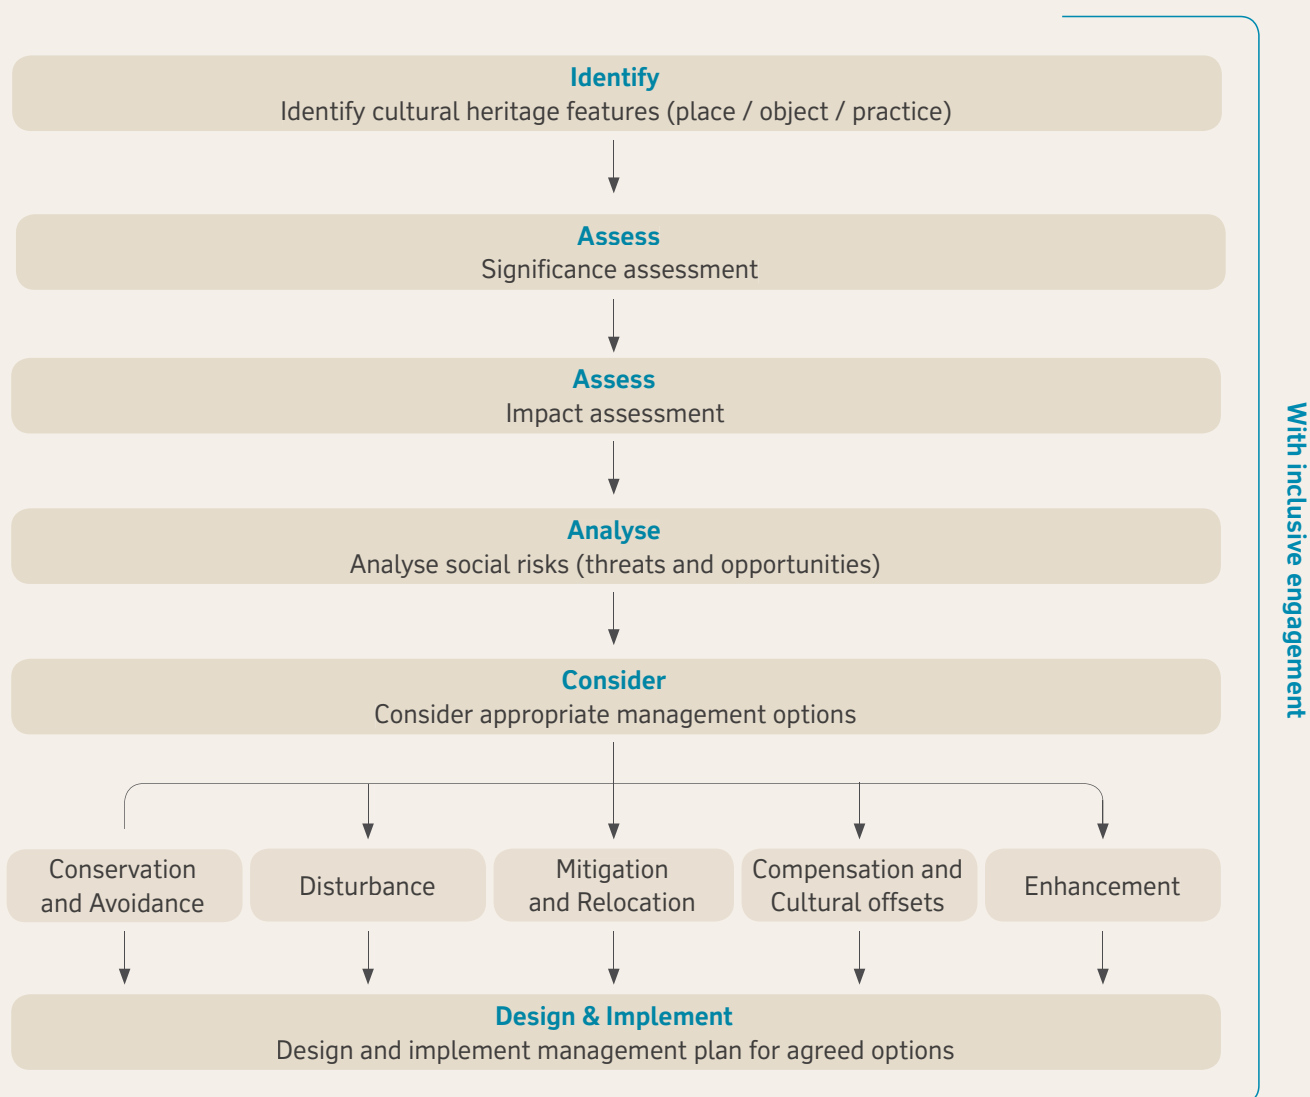 Identify
Identify cultural heritage features (place / object / practice)
Assess
Significance assessment
Assess
Impact assessment
Analyse
Analyse social risks (threats and opportunities)
Consider
Consider appropriate management options
Conservation
and Avoidance
Disturbance
Mitigation
and Relocation
Compensation and
Cultural offsets
Enhancement
Design & Implement
Design and implement management plan for agreed options
With inclusive engagement